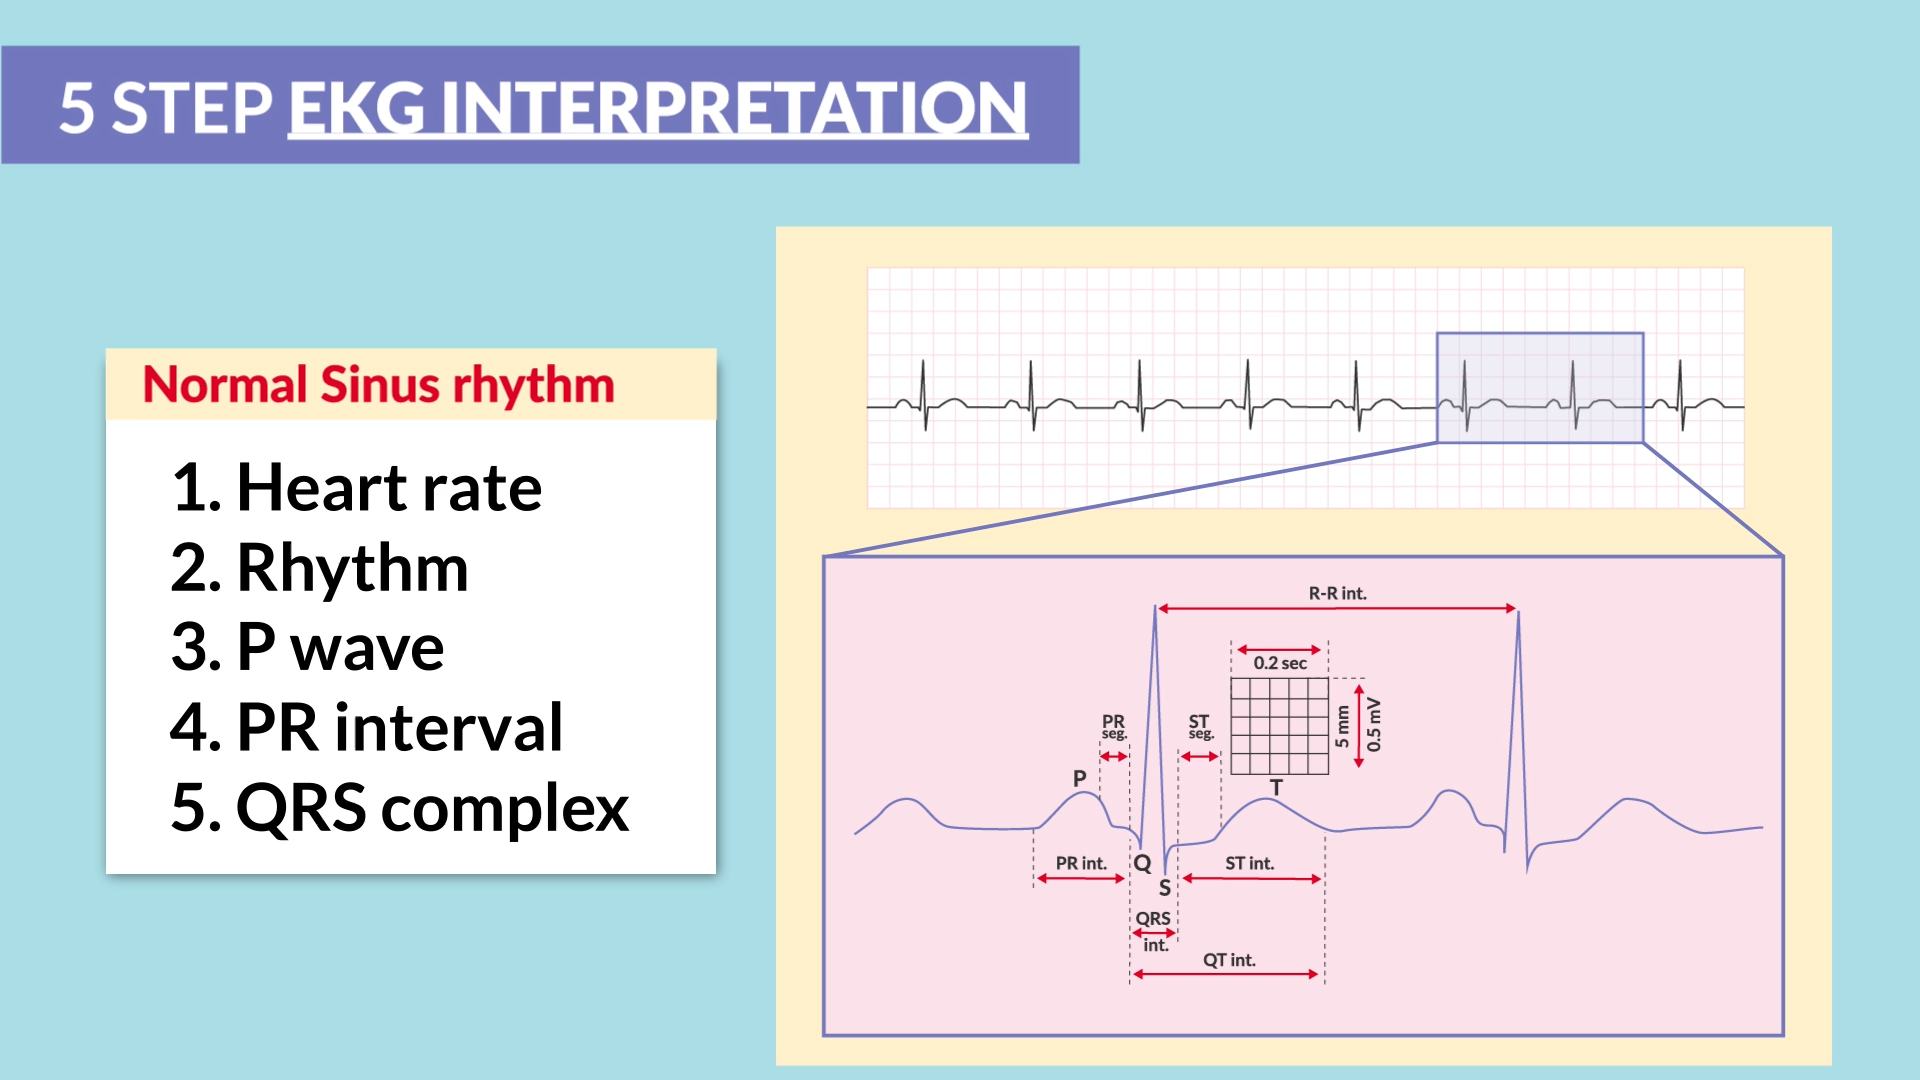 5 STEP EKG INTERPRETATION
Normal Sinus rhythm
1. Heart rate
2. Rhythm
3. P wave
4. PR interval
5. QRS complex
R-R int.
0.2 sec
5 mm
0.5 mV
PR
seg.
ST
seg.
P
T
PR int.
Q
ST int.
S
QRS
int.
QT int.